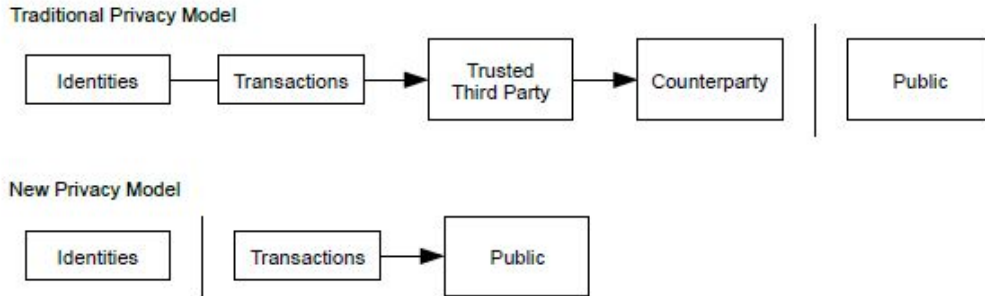 Traditional Privacy Model
Identities
Transactions
Trusted
Third Party
Counterparty
Public
New Privacy Model
Identities
Transactions
Public